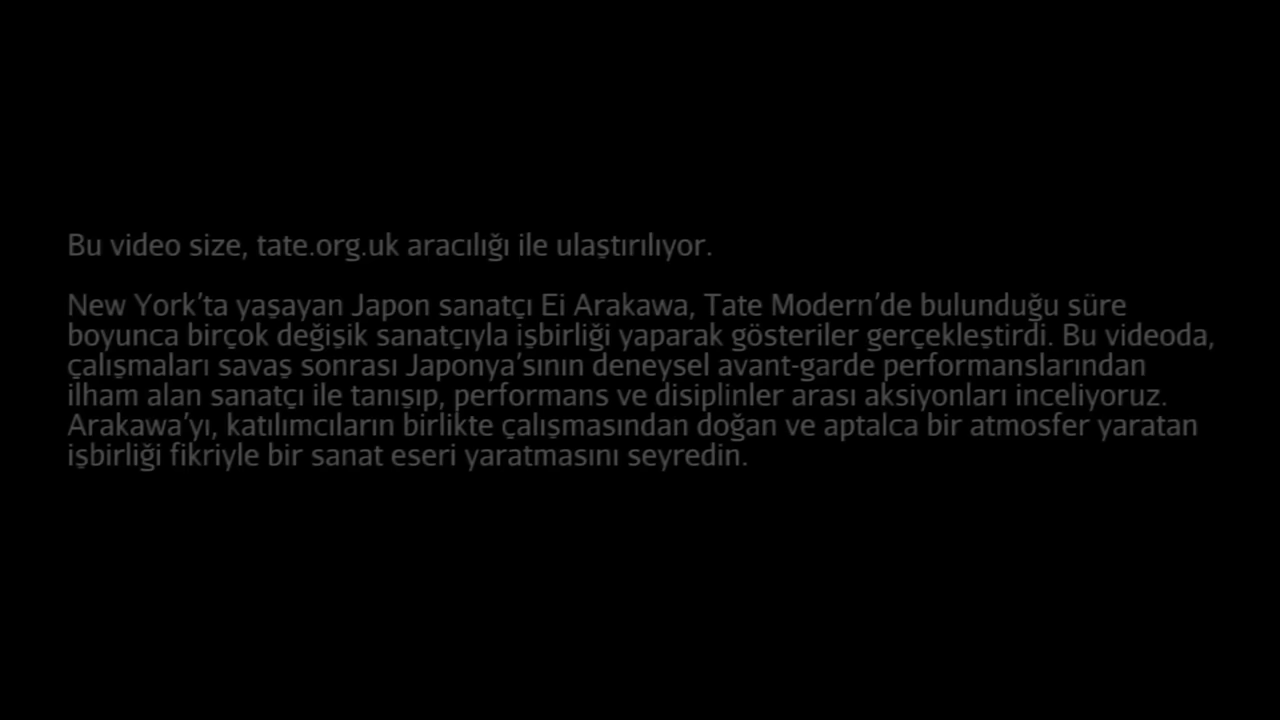 Bu video size, tate.org.uk aracılığı ile ulaştırılıyor.
New York’ta yaşayan Japon sanatçı Ei Arakawa, Tate Modern’de bulunduğu süre
boyunca birçok değişik sanatçıyla işbirliği yaparak gösteriler gerçekleştirdi. Bu videoda,
çalışmaları savaş sonrası Japonya’sının deneysel avant-garde performanslarından
ilham alan sanatçı ile tanışıp, performans ve disiplinler arası aksiyonları inceliyoruz.
Arakawa’yı, katılımcıların birlikte çalışmasından doğan ve aptalca bir atmosfer yaratan
işbirliği fikriyle bir sanat eseri yaratmasını seyredin.